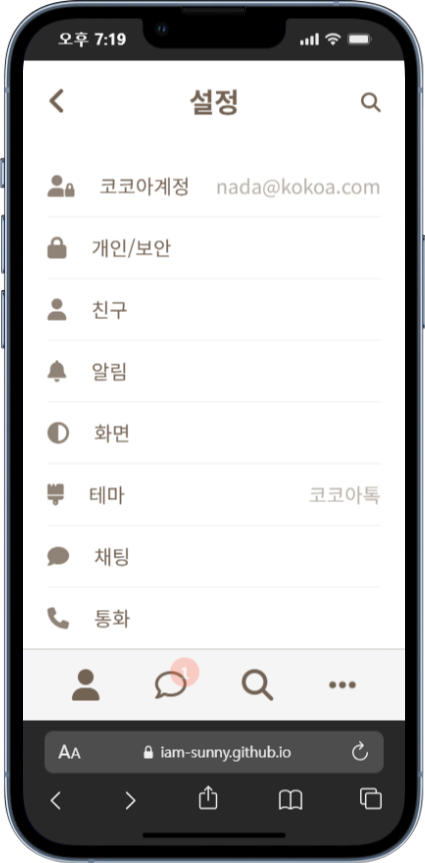 오후 7:19
설정
코코아계정 nada@kokoa.com
개인/보안
친구
알림
화면
테마 코코아톡
채팅
통화
1
AA iam-sunny.github.io